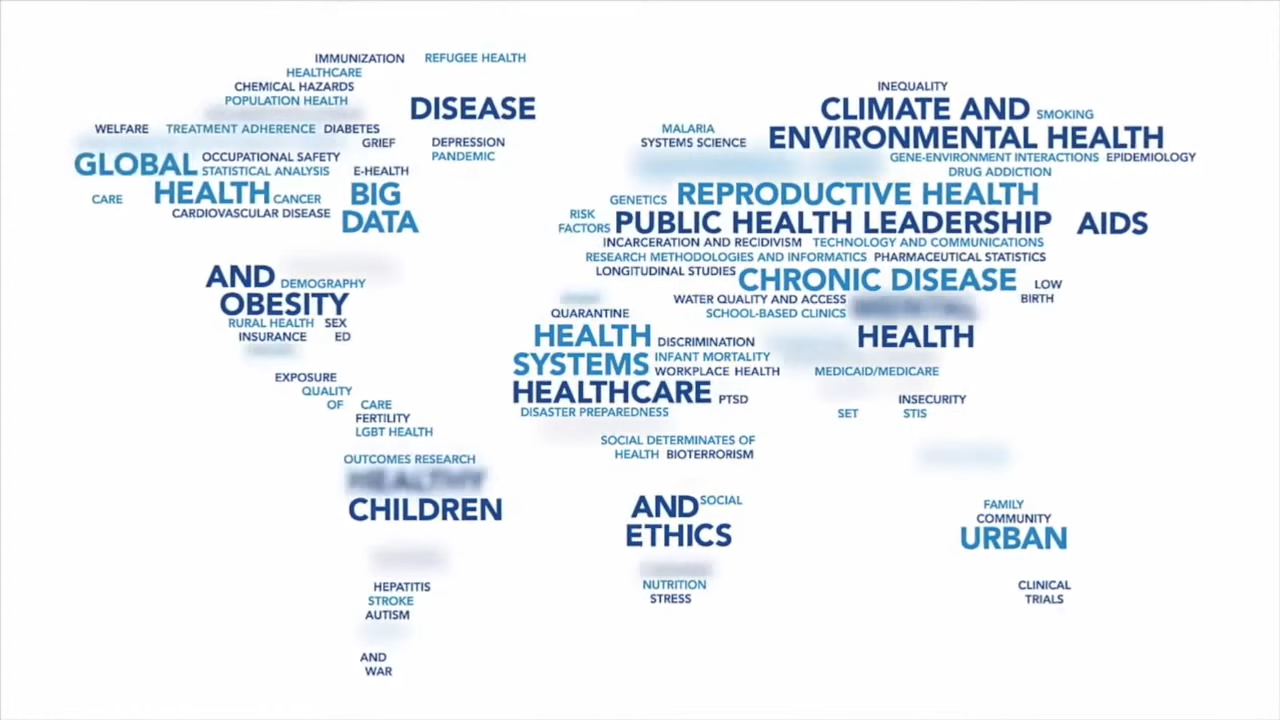 IMMUNIZATION REFUGEE HEALTH
HEALTHCARE
CHEMICAL HAZARDS
POPULATION HEALTH
DISEASE
WELFARE TREATMENT ADHERENCE DIABETES
GRIEF
DEPRESSION
PANDEMIC
GLOBAL OCCUPATIONAL SAFETY
STATISTICAL ANALYSIS E-HEALTH
CARE HEALTH CANCER BIG
CARDIOVASCULAR DISEASE DATA
AND DEMOGRAPHY
OBESITY
RURAL HEALTH SEX
INSURANCE ED
EXPOSURE
QUALITY
OF CARE
FERTILITY
LGBT HEALTH
OUTCOMES RESEARCH
HEALTHY
CHILDREN
HEPATITIS
STROKE
AUTISM
AND
WAR
INEQUALITY
CLIMATE AND SMOKING
MALARIA
SYSTEMS SCIENCE ENVIRONMENTAL HEALTH
GENE-ENVIRONMENT INTERACTIONS EPIDEMIOLOGY
DRUG ADDICTION
GENETICS REPRODUCTIVE HEALTH
RISK
FACTORS PUBLIC HEALTH LEADERSHIP AIDS
INCARCERATION AND RECIDIVISM TECHNOLOGY AND COMMUNICATIONS
RESEARCH METHODOLOGIES AND INFORMATICS PHARMACEUTICAL STATISTICS
LONGITUDINAL STUDIES CHRONIC DISEASE LOW
BIRTH
WATER QUALITY AND ACCESS MENTAL
QUARANTINE SCHOOL-BASED CLINICS
HEALTH DISCRIMINATION HEALTH
SYSTEMS INFANT MORTALITY
WORKPLACE HEALTH MEDICAID/MEDICARE
HEALTHCARE PTSD INSECURITY
DISASTER PREPAREDNESS SET STIS
SOCIAL DETERMINATES OF
HEALTH BIOTERRORISM
AND SOCIAL
ETHICS
NUTRITION
STRESS
FAMILY
COMMUNITY
URBAN
CLINICAL
TRIALS